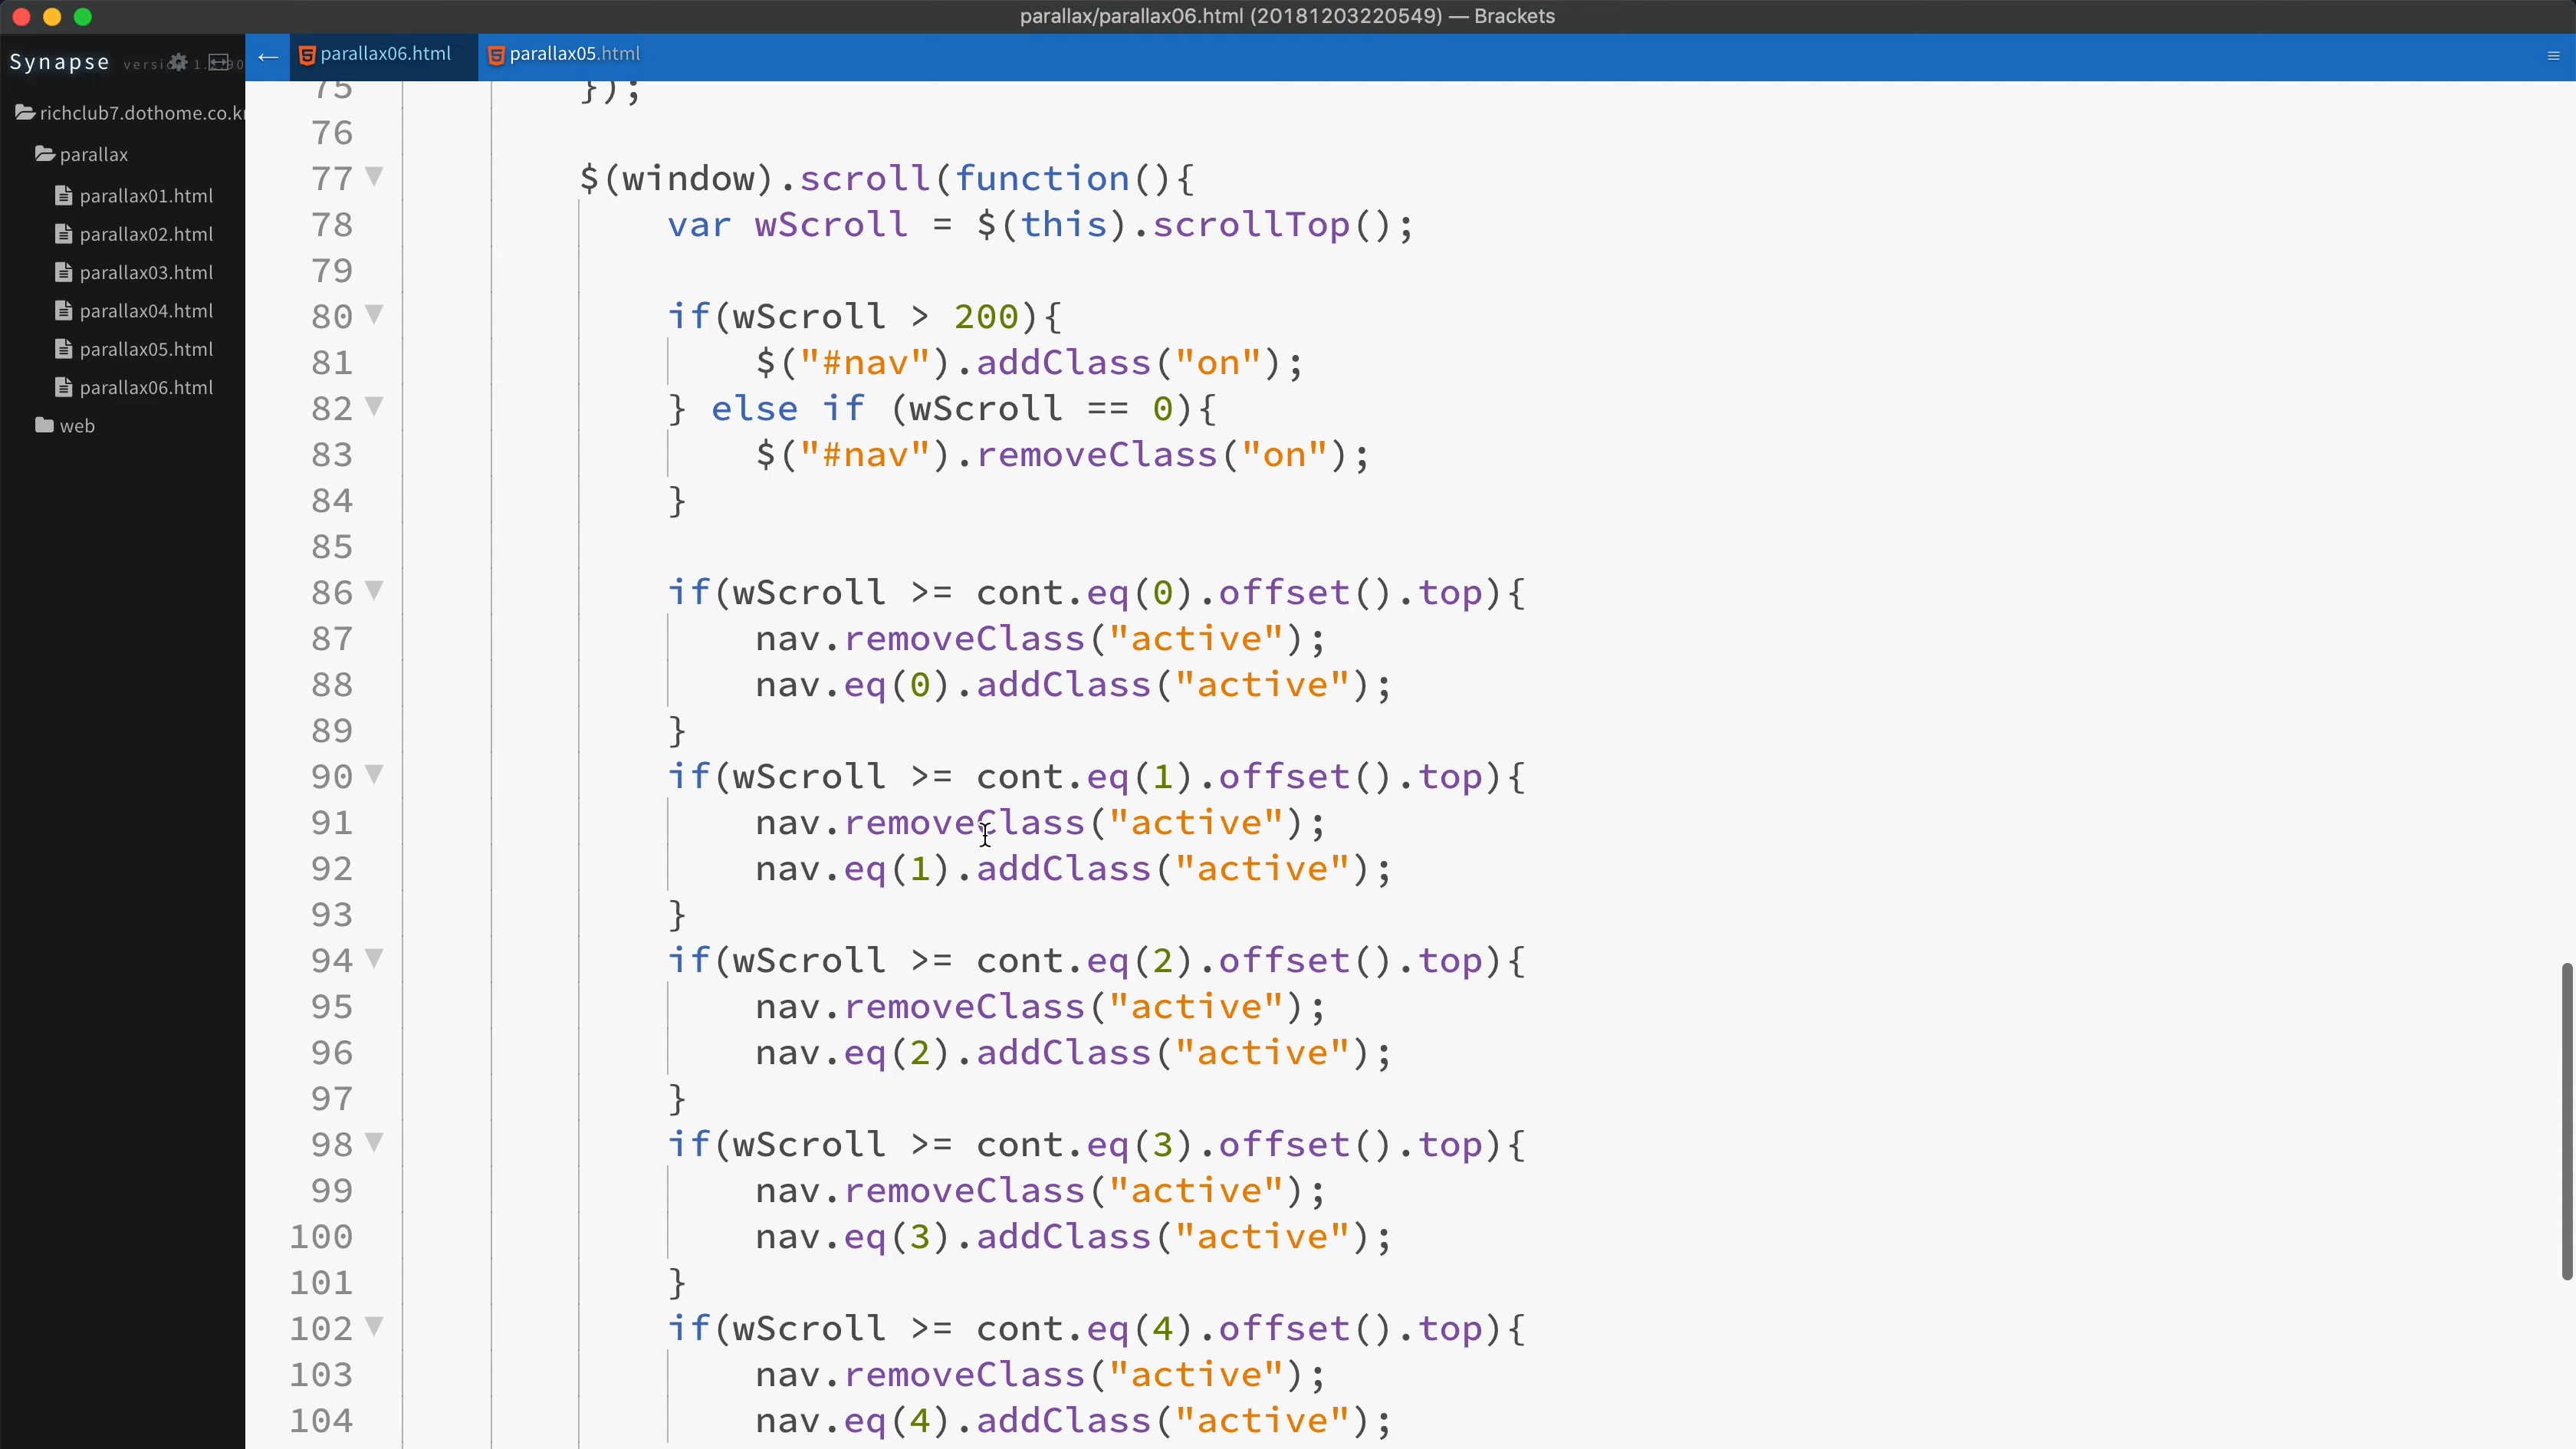 parallax/parallax06.html (20181203220549) — Brackets
Synapse
parallax06.html
parallax05.html
richclub7.dothome.co.kr
parallax
parallax01.html
parallax02.html
parallax03.html
parallax04.html
parallax05.html
parallax06.html
web
75 });
76
77 $(window).scroll(function(){
78 var wScroll = $(this).scrollTop();
79
80 if(wScroll > 200){
81 $("#nav").addClass("on");
82 } else if (wScroll == 0){
83 $("#nav").removeClass("on");
84 }
85
86 if(wScroll >= cont.eq(0).offset().top){
87 nav.removeClass("active");
88 nav.eq(0).addClass("active");
89 }
90 if(wScroll >= cont.eq(1).offset().top){
91 nav.removeClass("active");
92 nav.eq(1).addClass("active");
93 }
94 if(wScroll >= cont.eq(2).offset().top){
95 nav.removeClass("active");
96 nav.eq(2).addClass("active");
97 }
98 if(wScroll >= cont.eq(3).offset().top){
99 nav.removeClass("active");
100 nav.eq(3).addClass("active");
101 }
102 if(wScroll >= cont.eq(4).offset().top){
103 nav.removeClass("active");
104 nav.eq(4).addClass("active");